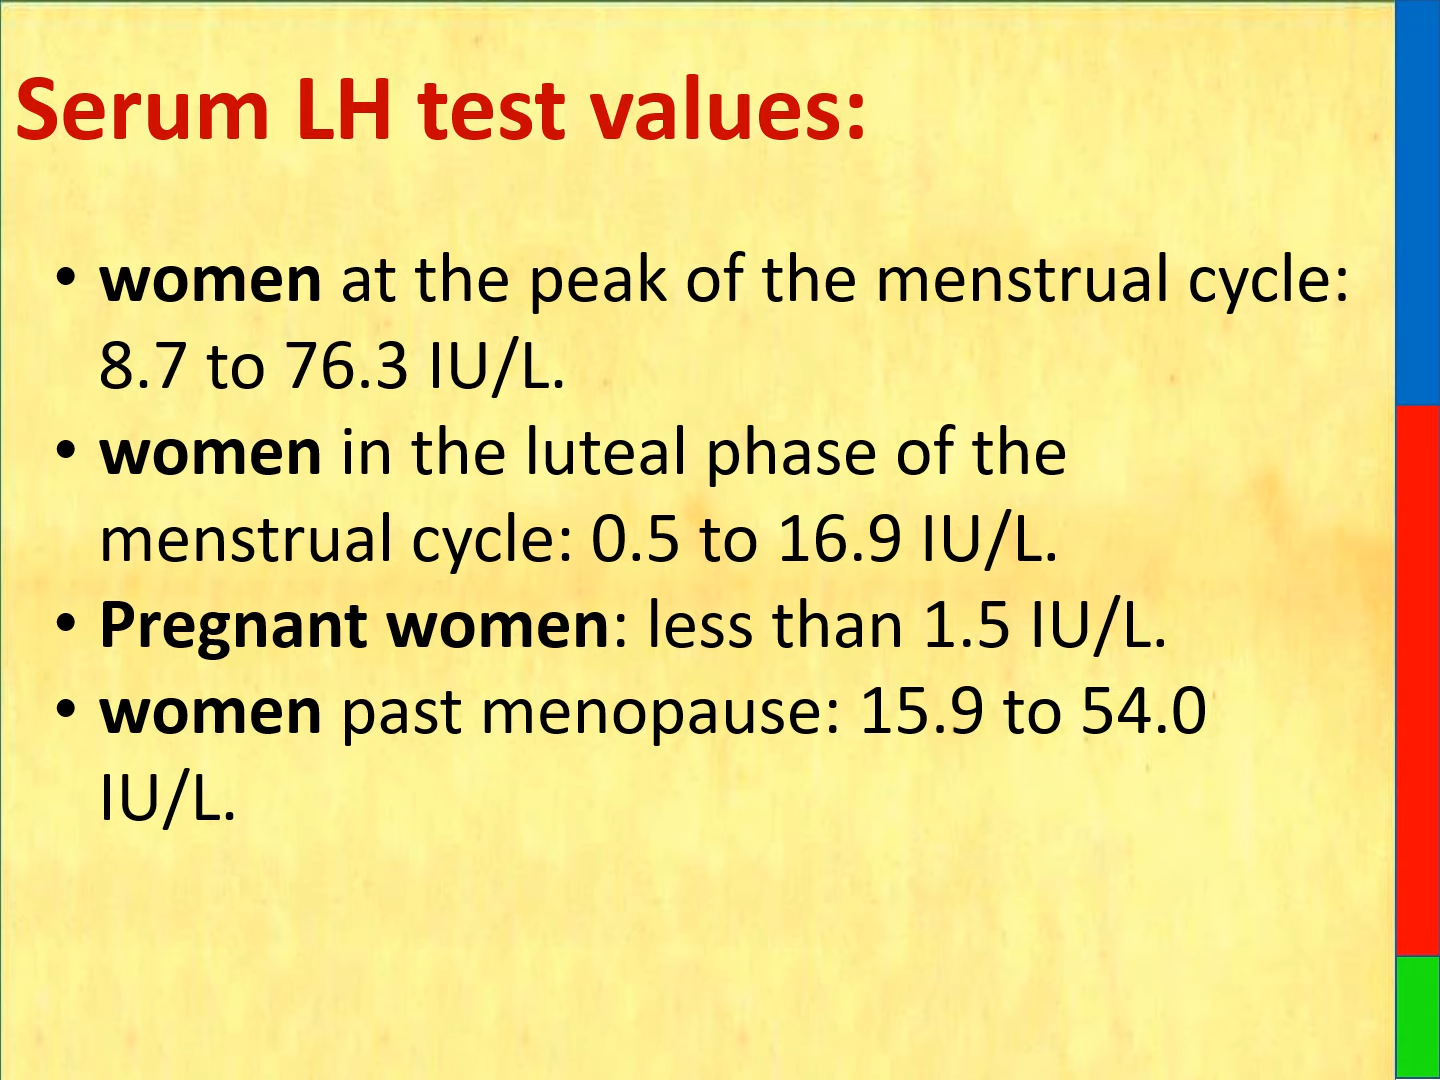 Serum LH test values:
• women at the peak of the menstrual cycle:
8.7 to 76.3 IU/L.
• women in the luteal phase of the
menstrual cycle: 0.5 to 16.9 IU/L.
• Pregnant women: less than 1.5 IU/L.
• women past menopause: 15.9 to 54.0
IU/L.